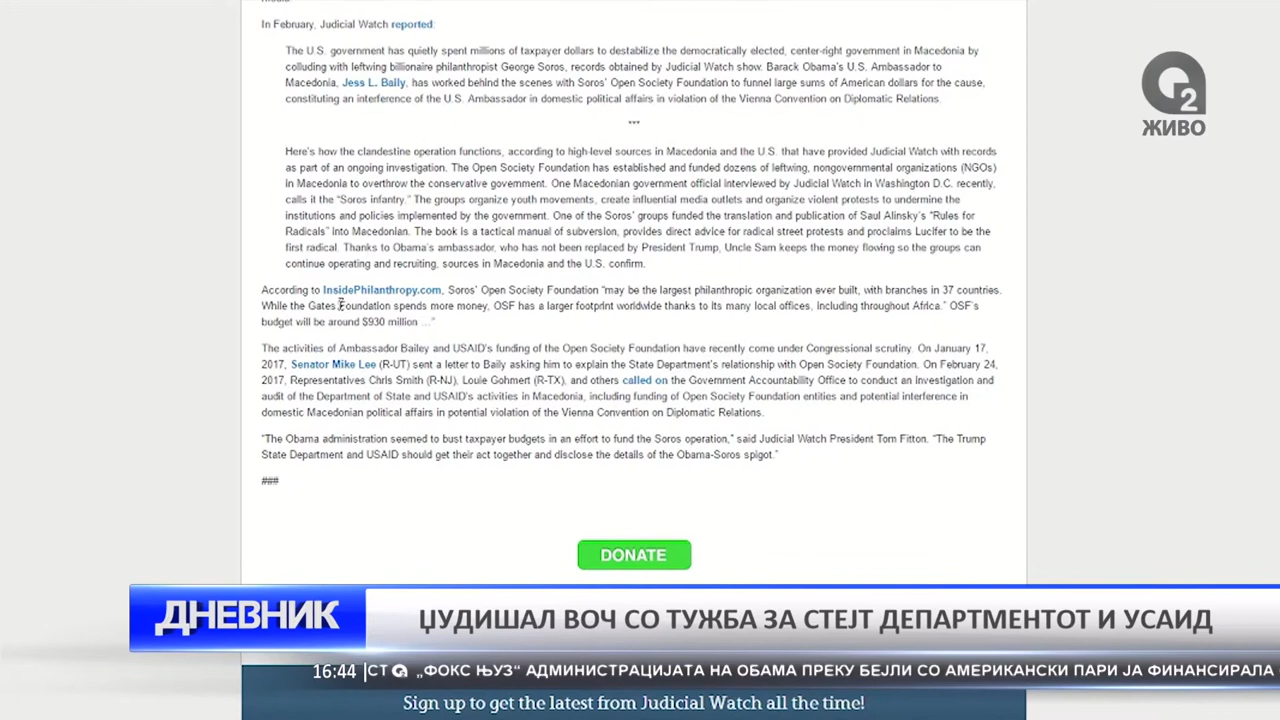 In February, Judicial Watch reported:
The U.S. government has quietly spent millions of taxpayer dollars to destabilize the democratically elected, center-right government in Macedonia by
colluding with leftwing billionaire philanthropist George Soros, records obtained by Judicial Watch show. Barack Obama's U.S. Ambassador to
Macedonia, Jess L. Baily, has worked behind the scenes with Soros' Open Society Foundation to funnel large sums of American dollars for the cause,
constituting an interference of the U.S. Ambassador in domestic political affairs in violation of the Vienna Convention on Diplomatic Relations.
***
Here's how the clandestine operation functions, according to high-level sources in Macedonia and the U.S. that have provided Judicial Watch with records
as part of an ongoing investigation. The Open Society Foundation has established and funded dozens of leftwing, nongovernmental organizations (NGOs)
in Macedonia to overthrow the conservative government. One Macedonian government official interviewed by Judicial Watch in Washington D.C. recently,
calls it the "Soros infantry." The groups organize youth movements, create influential media outlets and organize violent protests to undermine the
institutions and policies implemented by the government. One of the Soros' groups funded the translation and publication of Saul Alinsky's "Rules for
Radicals" into Macedonian. The book is a tactical manual of subversion, provides direct advice for radical street protests and proclaims Lucifer to be the
first radical. Thanks to Obama's ambassador, who has not been replaced by President Trump, Uncle Sam keeps the money flowing so the groups can
continue operating and recruiting, sources in Macedonia and the U.S. confirm.
According to InsidePhilanthropy.com, Soros' Open Society Foundation "may be the largest philanthropic organization ever built, with branches in 37 countries.
While the Gates Foundation spends more money, OSF has a larger footprint worldwide thanks to its many local offices, including throughout Africa." OSF's
budget will be around $930 million …"
The activities of Ambassador Bailey and USAID's funding of the Open Society Foundation have recently come under Congressional scrutiny. On January 17,
2017, Senator Mike Lee (R-UT) sent a letter to Baily asking him to explain the State Department's relationship with Open Society Foundation. On February 24,
2017, Representatives Chris Smith (R-NJ), Louie Gohmert (R-TX), and others called on the Government Accountability Office to conduct an investigation and
audit of the Department of State and USAID's activities in Macedonia, including funding of Open Society Foundation entities and potential interference in
domestic Macedonian political affairs in potential violation of the Vienna Convention on Diplomatic Relations.
"The Obama administration seemed to bust taxpayer budgets in an effort to fund the Soros operation," said Judicial Watch President Tom Fitton. "The Trump
State Department and USAID should get their act together and disclose the details of the Obama-Soros spigot."
###
DONATE
2
ЖИВО
ДНЕВНИК
ЏУДИШАЛ ВОЧ СО ТУЖБА ЗА СТЕЈТ ДЕПАРТМЕНТОТ И УСАИД
16:44 СТ „ФОКС ЊУЗ“ АДМИНИСТРАЦИЈАТА НА ОБАМА ПРЕКУ БЕЈЛИ СО АМЕРИКАНСКИ ПАРИ ЈА ФИНАНСИРАЛА
Sign up to get the latest from Judicial Watch all the time!